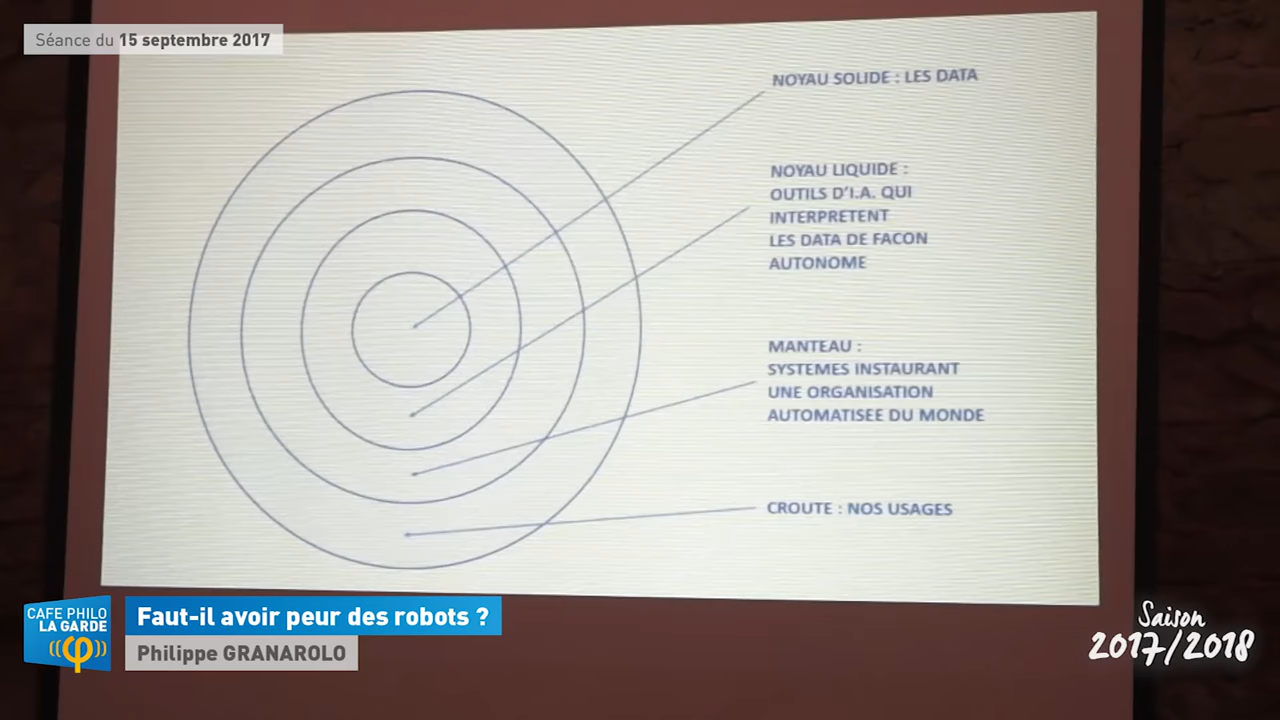 Séance du 15 septembre 2017
NOYAU SOLIDE : LES DATA
NOYAU LIQUIDE :
OUTILS D'I.A. QUI
INTERPRETENT
LES DATA DE FACON
AUTONOME
MANTEAU :
SYSTEMES INSTAURANT
UNE ORGANISATION
AUTOMATISEE DU MONDE
CROUTE : NOS USAGES
CAFE PHILO
LA GARDE
φ
Faut-il avoir peur des robots ?
Philippe GRANAROLO
Saison
2017/2018